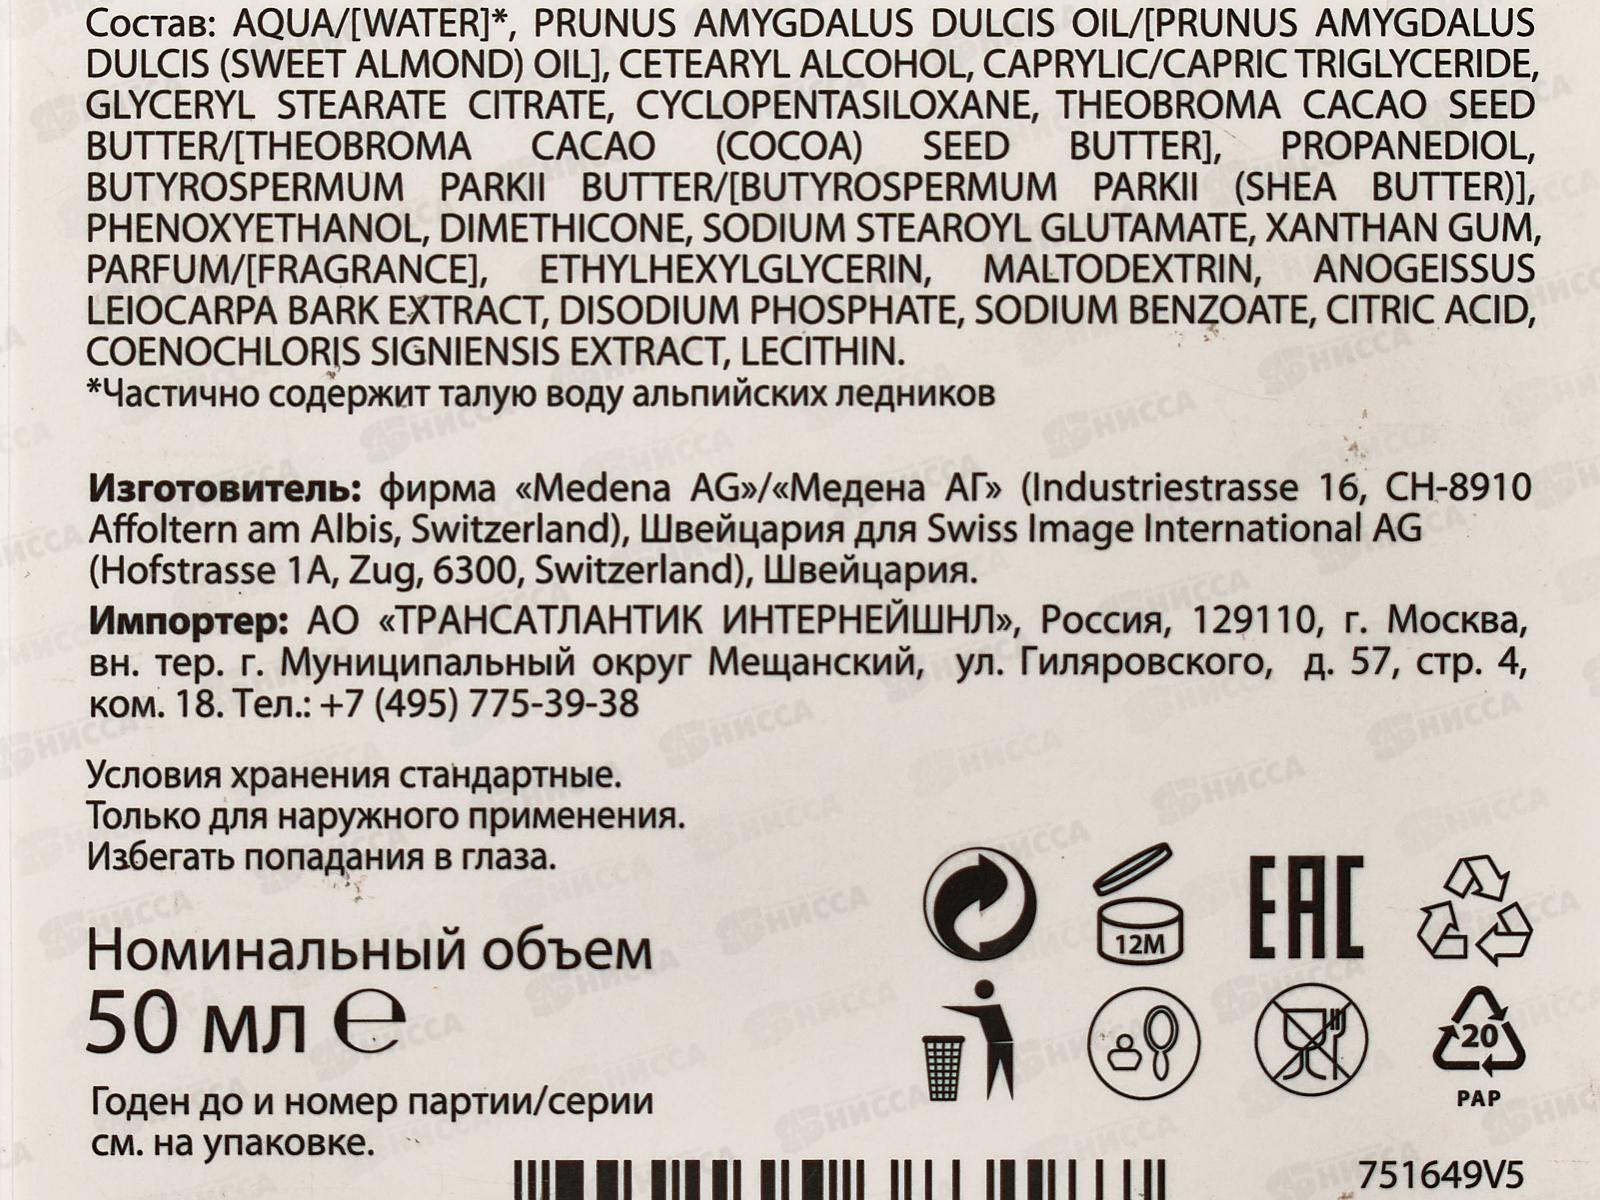 Состав: AQUA/[WATER]*, PRUNUS AMYGDALUS DULCIS OIL/[PRUNUS AMYGDALUS
DULCIS (SWEET ALMOND) OIL], CETEARYL ALCOHOL, CAPRYLIC/CAPRIC TRIGLYCERIDE,
GLYCERYL STEARATE CITRATE, CYCLOPENTASILOXANE, THEOBROMA CACAO SEED
BUTTER/[THEOBROMA CACAO (COCOA) SEED BUTTER], PROPANEDIOL,
BUTYROSPERMUM PARKII BUTTER/[BUTYROSPERMUM PARKII (SHEA BUTTER)],
PHENOXYETHANOL, DIMETHICONE, SODIUM STEAROYL GLUTAMATE, XANTHAN GUM,
PARFUM/[FRAGRANCE], ETHYLHEXYLGLYCERIN, MALTODEXTRIN, ANOGEISSUS
LEIOCARPA BARK EXTRACT, DISODIUM PHOSPHATE, SODIUM BENZOATE, CITRIC ACID,
COENOCHLORIS SIGNIENSIS EXTRACT, LECITHIN.
*Частично содержит талую воду альпийских ледников
Изготовитель: фирма «Medena AG»/«Медена АГ» (Industriestrasse 16, CH-8910
Affoltern am Albis, Switzerland), Швейцария для Swiss Image International AG
(Hofstrasse 1A, Zug, 6300, Switzerland), Швейцария.
Импортер: АО «ТРАНСАТЛАНТИК ИНТЕРНЕЙШНЛ», Россия, 129110, г. Москва,
вн. тер. г. Муниципальный округ Мещанский, ул. Гиляровского, д. 57, стр. 4,
ком. 18. Тел.: +7 (495) 775-39-38
Условия хранения стандартные.
Только для наружного применения.
Избегать попадания в глаза.
12M
EAC
Номинальный объем
50 мл ℮
20
PAP
Годен до и номер партии/серии
см. на упаковке.
751649V5